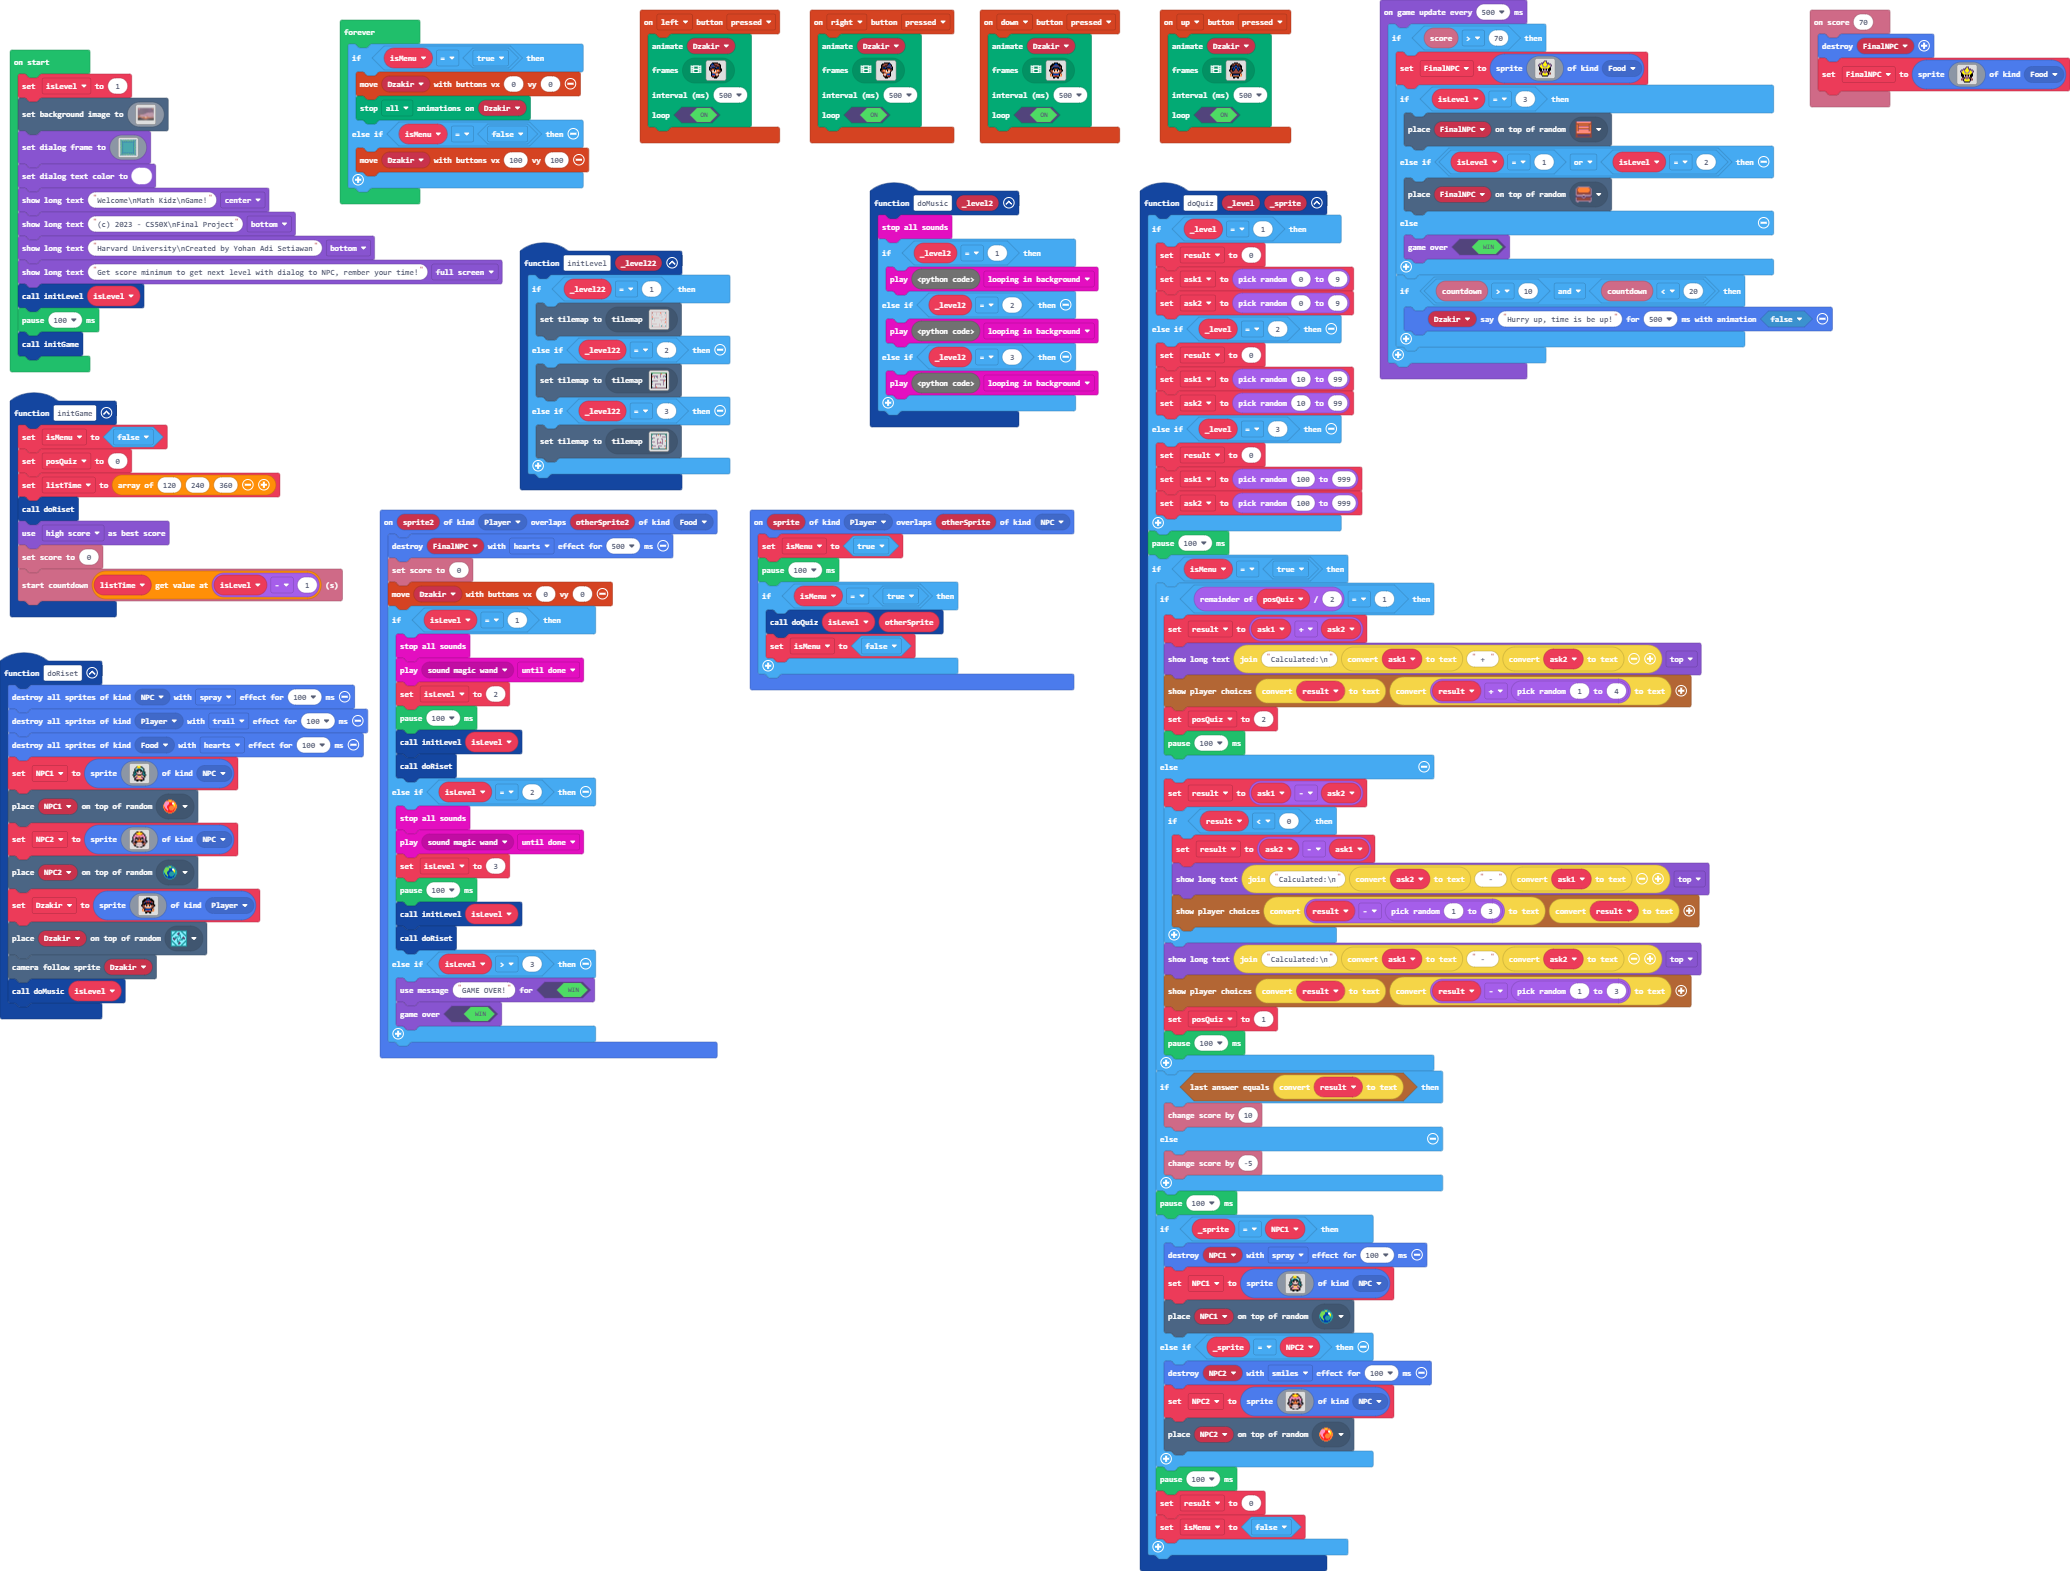 on start
set isLevel to 1
set background image to
set dialog frame to
set dialog text color to
show long text "Welcome\nMath Kidz\nGame!" center
show long text "(c) 2023 - CS50X\nFinal Project" bottom
show long text "Harvard University\nCreated by Yohan Adi Setiawan" bottom
show long text "Get score minimum to get next level with dialog to NPC, rember your time!" full screen
call initLevel isLevel
pause 100 ms
call initGame
function initGame
set isMenu to false
set posQuiz to 0
set listTime to array of 120 240 360
call doRiset
use high score as best score
set score to 0
start countdown listTime get value at isLevel - 1 (s)
function doRiset
destroy all sprites of kind NPC with spray effect for 100 ms
destroy all sprites of kind Player with trail effect for 100 ms
destroy all sprites of kind Food with hearts effect for 100 ms
set NPC1 to sprite of kind NPC
place NPC1 on top of random
set NPC2 to sprite of kind NPC
place NPC2 on top of random
set Dzakir to sprite of kind Player
place Dzakir on top of random
camera follow sprite Dzakir
call doMusic isLevel
forever
if isMenu = true then
move Dzakir with buttons vx 0 vy 0
stop all animations on Dzakir
else if isMenu = false then
move Dzakir with buttons vx 100 vy 100
function initLevel _level22
if _level22 = 1 then
set tilemap to tilemap
else if _level22 = 2 then
set tilemap to tilemap
else if _level22 = 3 then
set tilemap to tilemap
on sprite2 of kind Player overlaps otherSprite2 of kind Food
destroy FinalNPC with hearts effect for 500 ms
set score to 0
move Dzakir with buttons vx 0 vy 0
if isLevel = 1 then
stop all sounds
play sound magic wand until done
set isLevel to 2
pause 100 ms
call initLevel isLevel
call doRiset
else if isLevel = 2 then
stop all sounds
play sound magic wand until done
set isLevel to 3
pause 100 ms
call initLevel isLevel
call doRiset
else if isLevel > 3 then
use message "GAME OVER!" for WIN
game over WIN
on left button pressed
animate Dzakir
frames
interval (ms) 500
loop ON
on right button pressed
animate Dzakir
frames
interval (ms) 500
loop ON
on down button pressed
animate Dzakir
frames
interval (ms) 500
loop ON
on up button pressed
animate Dzakir
frames
interval (ms) 500
loop ON
function doMusic _level2
stop all sounds
if _level2 = 1 then
play <python code> looping in background
else if _level2 = 2 then
play <python code> looping in background
else if _level2 = 3 then
play <python code> looping in background
on sprite of kind Player overlaps otherSprite of kind NPC
set isMenu to true
pause 100 ms
if isMenu = true then
call doQuiz isLevel otherSprite
set isMenu to false
function doQuiz _level _sprite
if _level = 1 then
set result to 0
set ask1 to pick random 0 to 9
set ask2 to pick random 0 to 9
else if _level = 2 then
set result to 0
set ask1 to pick random 10 to 99
set ask2 to pick random 10 to 99
else if _level = 3 then
set result to 0
set ask1 to pick random 100 to 999
set ask2 to pick random 100 to 999
pause 100 ms
if isMenu = true then
if remainder of posQuiz / 2 = 1 then
set result to ask1 + ask2
show long text join "Calculated:\n" convert ask1 to text "+" convert ask2 to text top
show player choices convert result to text convert result + pick random 1 to 4 to text
set posQuiz to 2
pause 100 ms
else
set result to ask1 - ask2
if result < 0 then
set result to ask2 - ask1
show long text join "Calculated:\n" convert ask2 to text "-" convert ask1 to text top
show player choices convert result - pick random 1 to 3 to text convert result to text
show long text join "Calculated:\n" convert ask1 to text "-" convert ask2 to text top
show player choices convert result to text convert result - pick random 1 to 3 to text
set posQuiz to 1
pause 100 ms
if last answer equals convert result to text then
change score by 10
else
change score by -5
pause 100 ms
if _sprite = NPC1 then
destroy NPC1 with spray effect for 100 ms
set NPC1 to sprite of kind NPC
place NPC1 on top of random
else if _sprite = NPC2 then
destroy NPC2 with smiles effect for 100 ms
set NPC2 to sprite of kind NPC
place NPC2 on top of random
pause 100 ms
set result to 0
set isMenu to false
on game update every 500 ms
if score > 70 then
set FinalNPC to sprite of kind Food
if isLevel = 3 then
place FinalNPC on top of random
else if isLevel = 1 or isLevel = 2 then
place FinalNPC on top of random
else
game over WIN
if countdown > 10 and countdown < 20 then
Dzakir say "Hurry up, time is be up!" for 500 ms with animation false
on score 70
destroy FinalNPC
set FinalNPC to sprite of kind Food